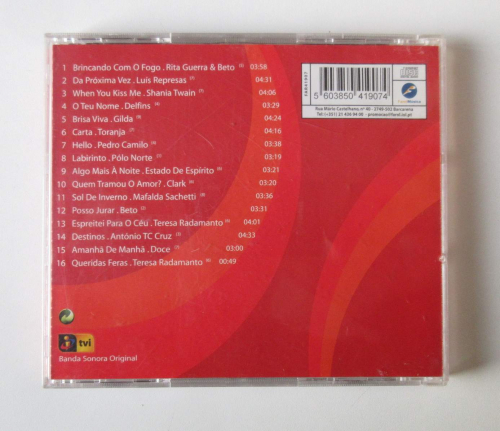 1 Brincando Com O Fogo . Rita Guerra & Beto 03:58
2 Da Próxima Vez . Luís Represas 04:31
3 When You Kiss Me . Shania Twain 04:06
4 O Teu Nome . Delfins 03:29
5 Brisa Viva . Gilda 04:24
6 Carta . Toranja 04:16
7 Hello . Pedro Camilo 03:38
8 Labirinto . Pólo Norte 03:19
9 Algo Mais À Noite . Estado De Espírito 03:21
10 Quem Tramou O Amor? . Clark 03:20
11 Sol De Inverno . Mafalda Sachetti 03:36
12 Posso Jurar . Beto 03:31
13 Espreitei Para O Céu . Teresa Radamanto 04:01
14 Destinos . António TC Cruz 04:33
15 Amanhã De Manhã . Doce 03:00
16 Queridas Feras . Teresa Radamanto 00:49
5 603850 419074
tvi
Banda Sonora Original